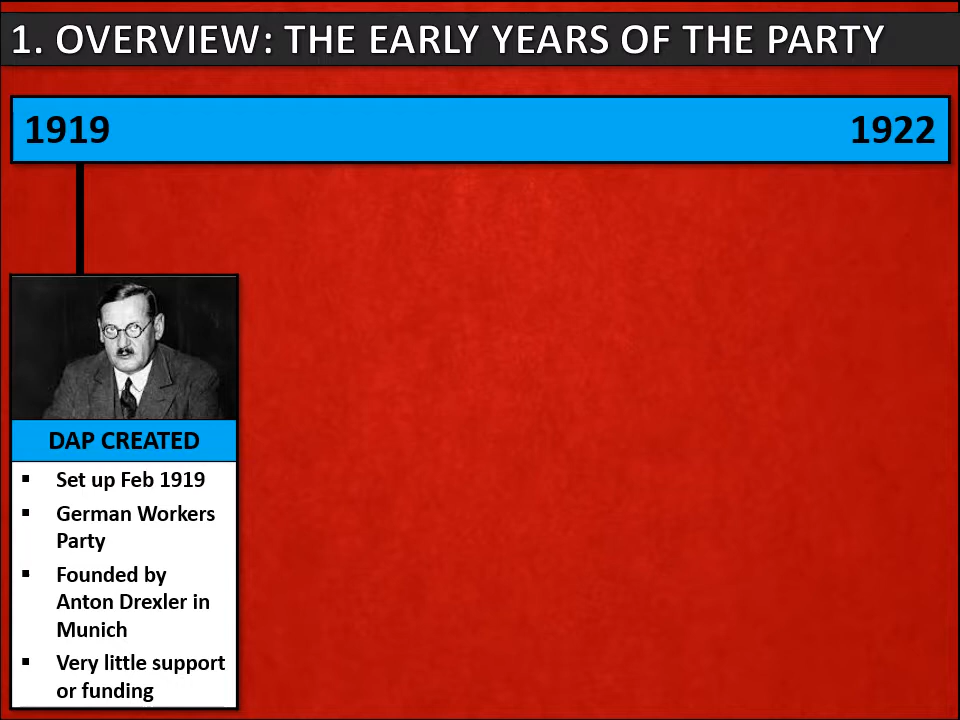 1. OVERVIEW: THE EARLY YEARS OF THE PARTY
1919 1922
DAP CREATED
▪ Set up Feb 1919
▪ German Workers
Party
▪ Founded by
Anton Drexler in
Munich
▪ Very little support
or funding